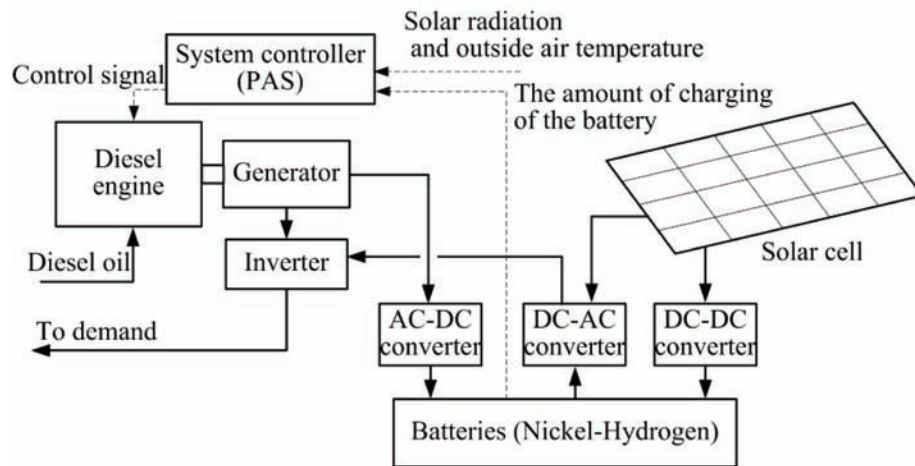 Solar radiation
and outside air temperature
System controller
(PAS)
Control signal
The amount of charging
of the battery
Diesel
engine
Generator
Solar cell
Diesel oil
Inverter
To demand
AC-DC
converter
DC-AC
converter
DC-DC
converter
Batteries (Nickel-Hydrogen)